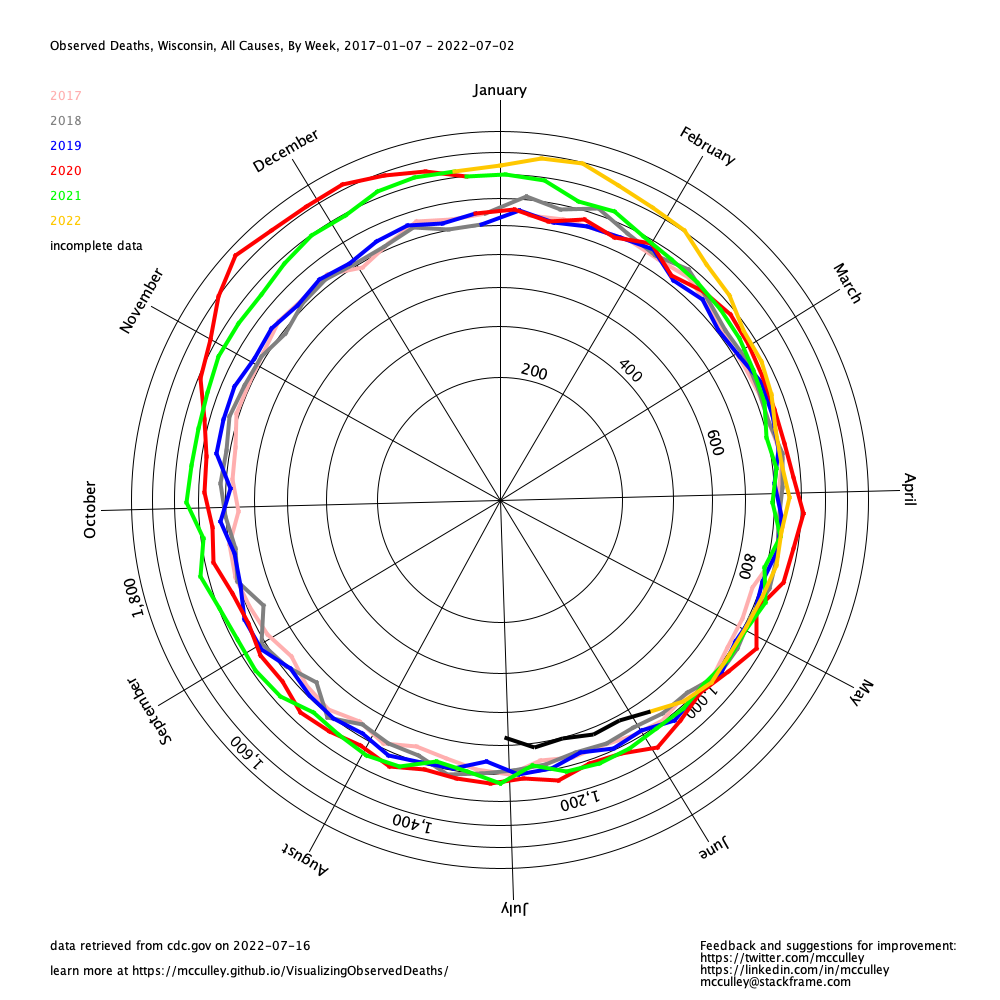 Observed Deaths, Wisconsin, All Causes, By Week, 2017-01-07 - 2022-07-02
2017
2018
2019
2020
2021
2022
incomplete data
January
February
March
April
May
June
July
August
September
October
November
December
200
400
600
800
1,000
1,200
1,400
1,600
1,800
data retrieved from cdc.gov on 2022-07-16
learn more at https://mcculley.github.io/VisualizingObservedDeaths/
Feedback and suggestions for improvement:
https://twitter.com/mcculley
https://linkedin.com/in/mcculley
mcculley@stackframe.com